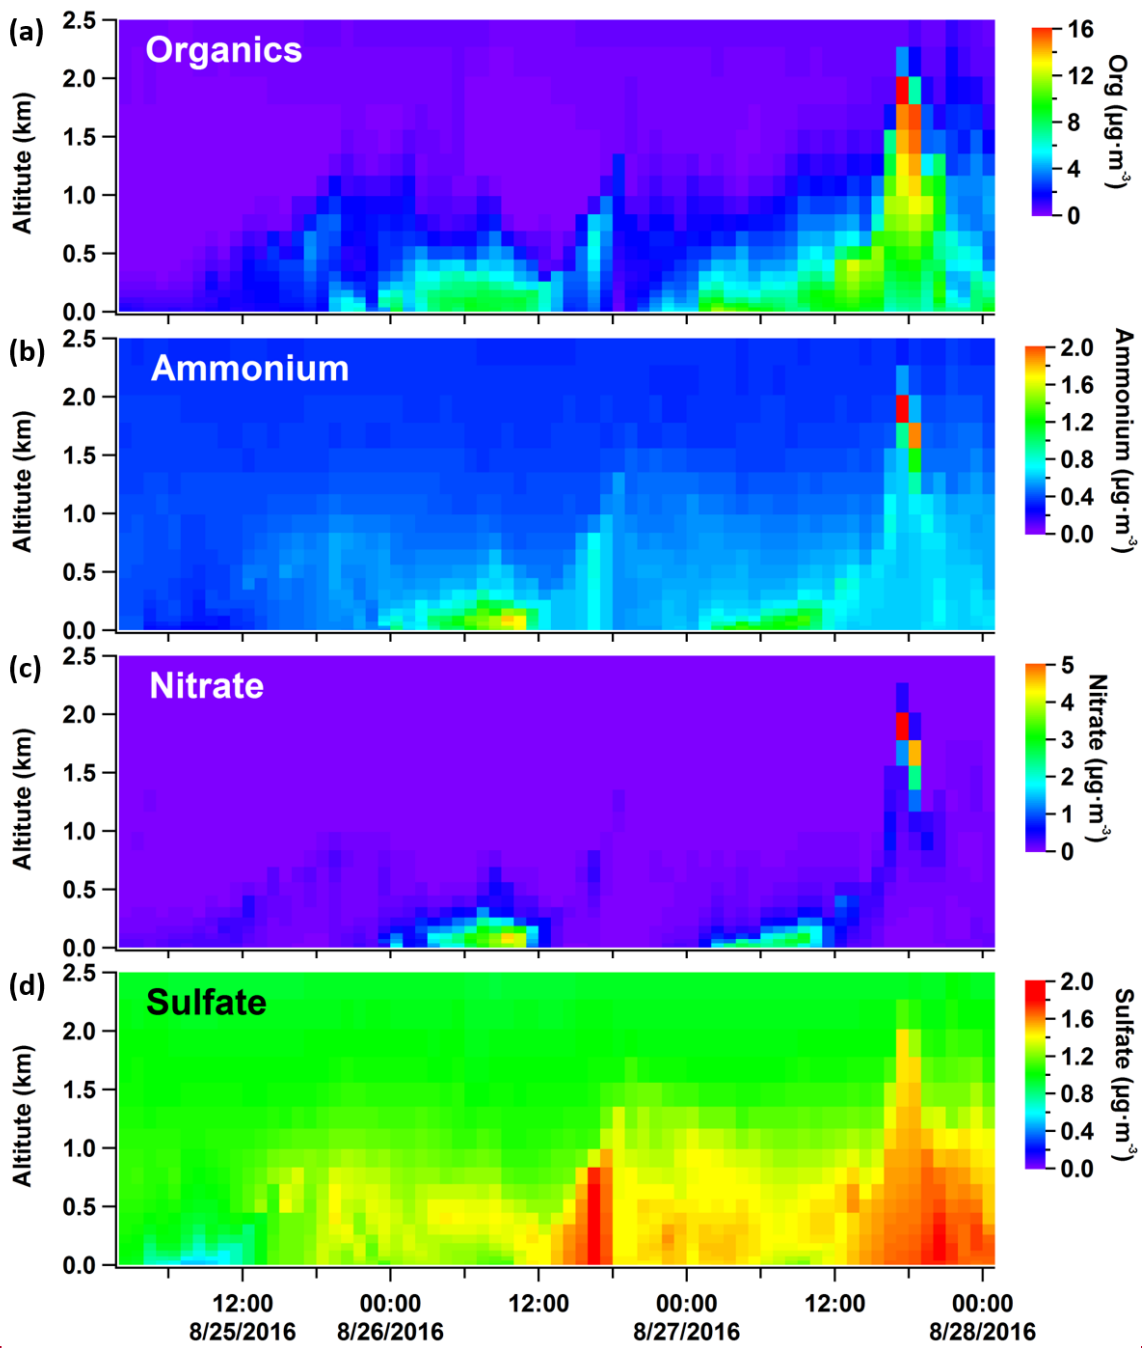 (a)
Organics
2.5
2.0
1.5
1.0
0.5
0.0
Altitute (km)
16
12
8
4
0
Org (μg·m⁻³)
(b)
Ammonium
2.5
2.0
1.5
1.0
0.5
0.0
Altitute (km)
2.0
1.6
1.2
0.8
0.4
0.0
Ammonium (μg·m⁻³)
(c)
Nitrate
2.5
2.0
1.5
1.0
0.5
0.0
Altitute (km)
5
4
3
2
1
0
Nitrate (μg·m⁻³)
(d)
Sulfate
2.5
2.0
1.5
1.0
0.5
0.0
Altitute (km)
2.0
1.6
1.2
0.8
0.4
0.0
Sulfate (μg·m⁻³)
12:00 00:00 12:00 00:00 12:00 00:00
8/25/2016 8/26/2016 8/27/2016 8/28/2016